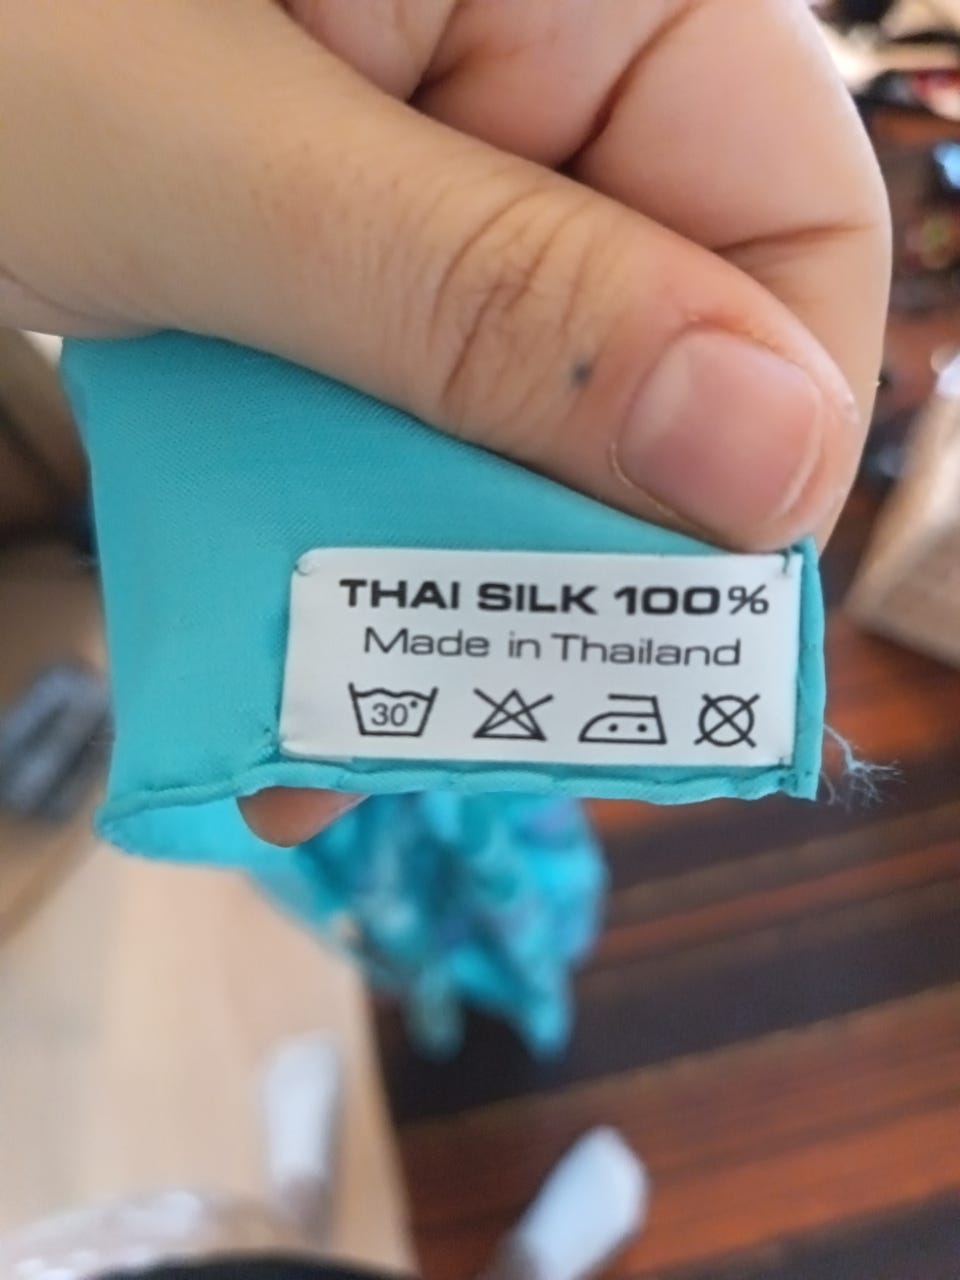 THAI SILK 100%
Made in Thailand
30°